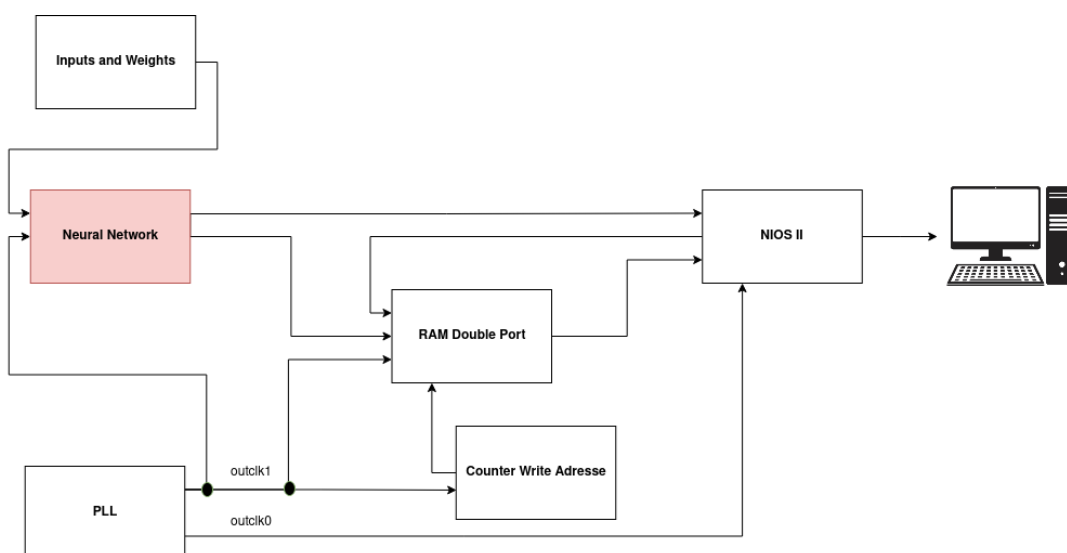 Inputs and Weights
Neural Network
NIOS II
RAM Double Port
Counter Write Adresse
outclk1
PLL
outclk0